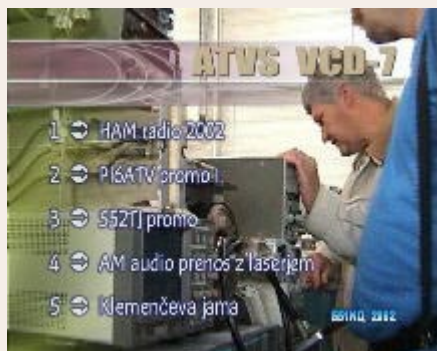 ATVS VCD-7
1 ➲ HAM radio 2002
2 ➲ PI6ATV promo I.
3 ➲ S52TJ promo
4 ➲ AM audio prenos z laserjem
5 ➲ Klemenčeva jama
2002